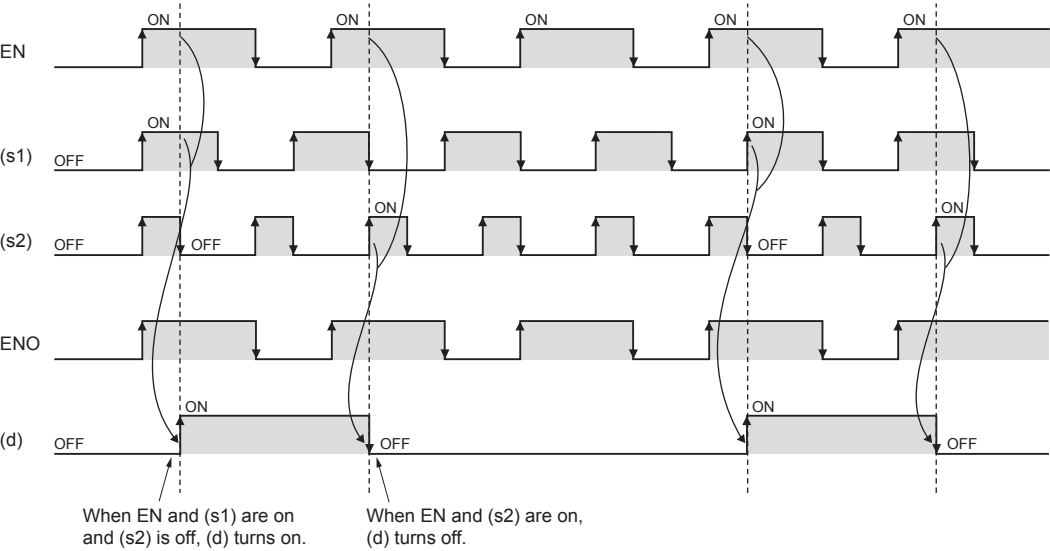 ON ON ON ON ON
EN
ON ON
(s1) OFF
ON ON
(s2) OFF OFF OFF
ENO
ON ON
(d) OFF OFF OFF
When EN and (s1) are on
and (s2) is off, (d) turns on.
When EN and (s2) are on,
(d) turns off.